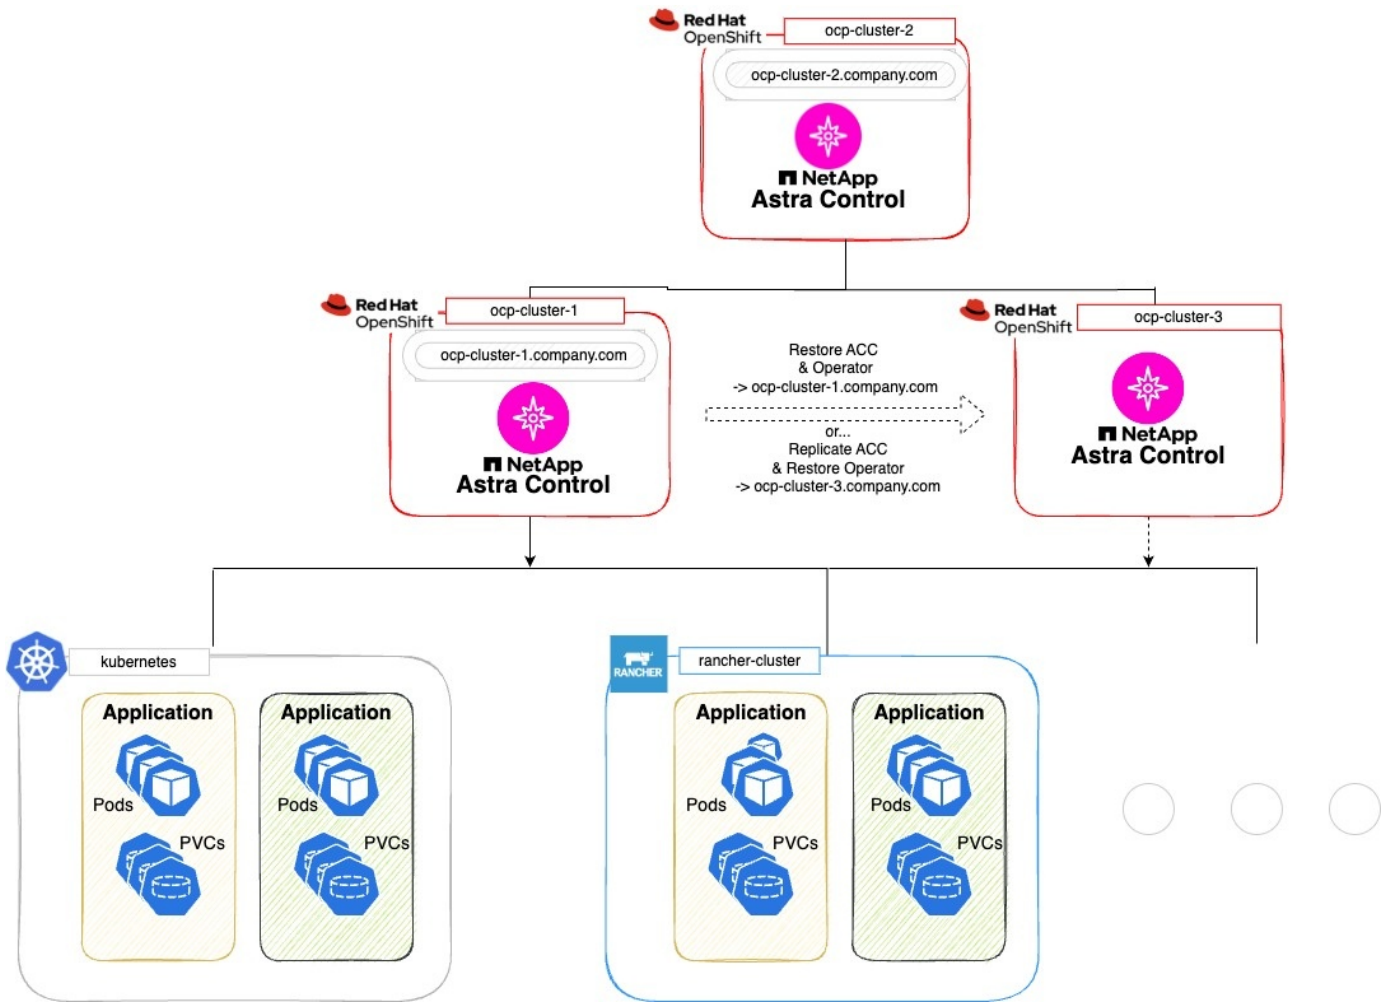 Red Hat
OpenShift
ocp-cluster-2
ocp-cluster-2.company.com
NetApp
Astra Control
Red Hat
OpenShift
ocp-cluster-1
ocp-cluster-1.company.com
NetApp
Astra Control
Restore ACC
& Operator
-> ocp-cluster-1.company.com
or...
Replicate ACC
& Restore Operator
-> ocp-cluster-3.company.com
Red Hat
OpenShift
ocp-cluster-3
NetApp
Astra Control
kubernetes
Application
Pods
PVCs
Application
Pods
PVCs
RANCHER
rancher-cluster
Application
Pods
PVCs
Application
Pods
PVCs